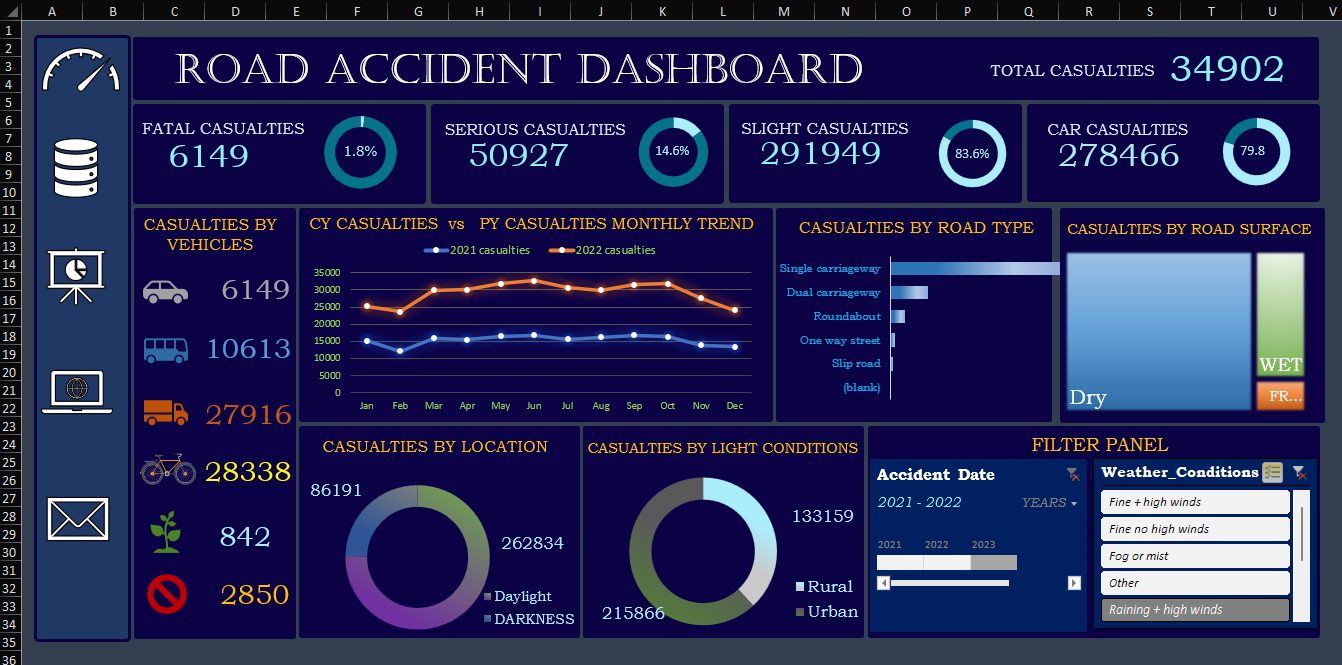 A B C D E F G H I J K L M N O P Q R S T U V
1
2
3
4
5
6
7
8
9
10
11
12
13
14
15
16
17
18
19
20
21
22
23
24
25
26
27
28
29
30
31
32
33
34
35
36
ROAD ACCIDENT DASHBOARD
TOTAL CASUALTIES 34902
FATAL CASUALTIES
6149
1.8%
SERIOUS CASUALTIES
50927
14.6%
SLIGHT CASUALTIES
291949
83.6%
CAR CASUALTIES
278466
79.8
CASUALTIES BY
VEHICLES
6149
10613
27916
28338
842
2850
CY CASUALTIES vs PY CASUALTIES MONTHLY TREND
2021 casualties 2022 casualties
35000
30000
25000
20000
15000
10000
5000
0
Jan Feb Mar Apr May Jun Jul Aug Sep Oct Nov Dec
CASUALTIES BY ROAD TYPE
Single carriageway
Dual carriageway
Roundabout
One way street
Slip road
(blank)
CASUALTIES BY ROAD SURFACE
Dry
WET
FR...
CASUALTIES BY LOCATION
86191
262834
Daylight
DARKNESS
CASUALTIES BY LIGHT CONDITIONS
133159
215866
Rural
Urban
FILTER PANEL
Accident Date
2021 - 2022 YEARS
2021 2022 2023
Weather_Conditions
Fine + high winds
Fine no high winds
Fog or mist
Other
Raining + high winds